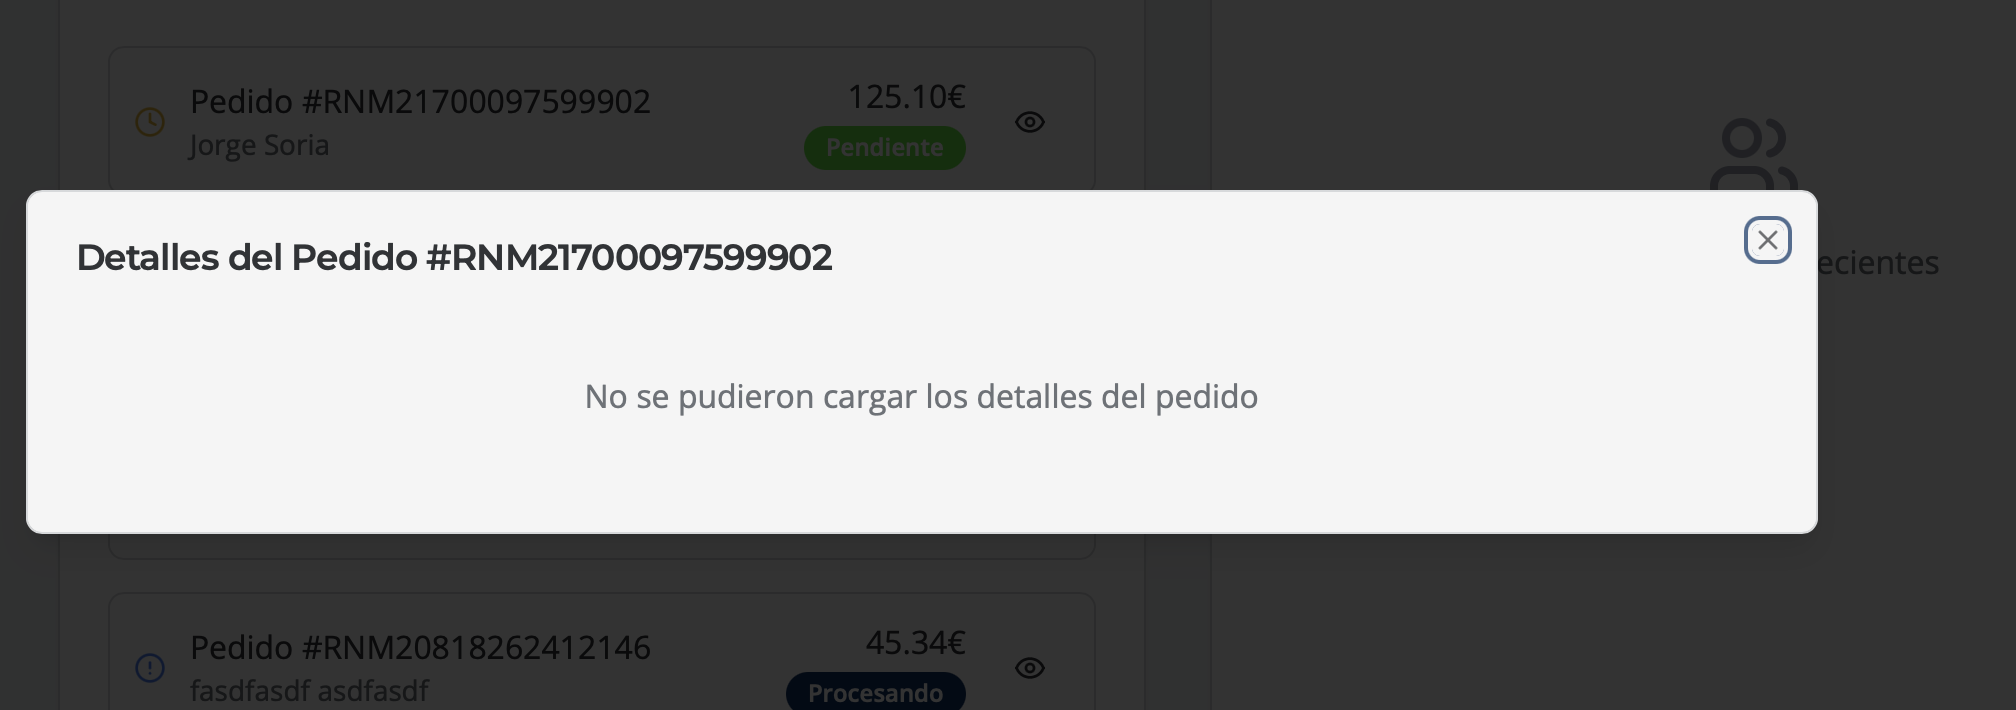 Pedido #RNM21700097599902
125.10€
Jorge Soria
Pendiente
Detalles del Pedido #RNM21700097599902
ecientes
No se pudieron cargar los detalles del pedido
Pedido #RNM20818262412146
45.34€
fasdfasdf asdfasdf
Procesando